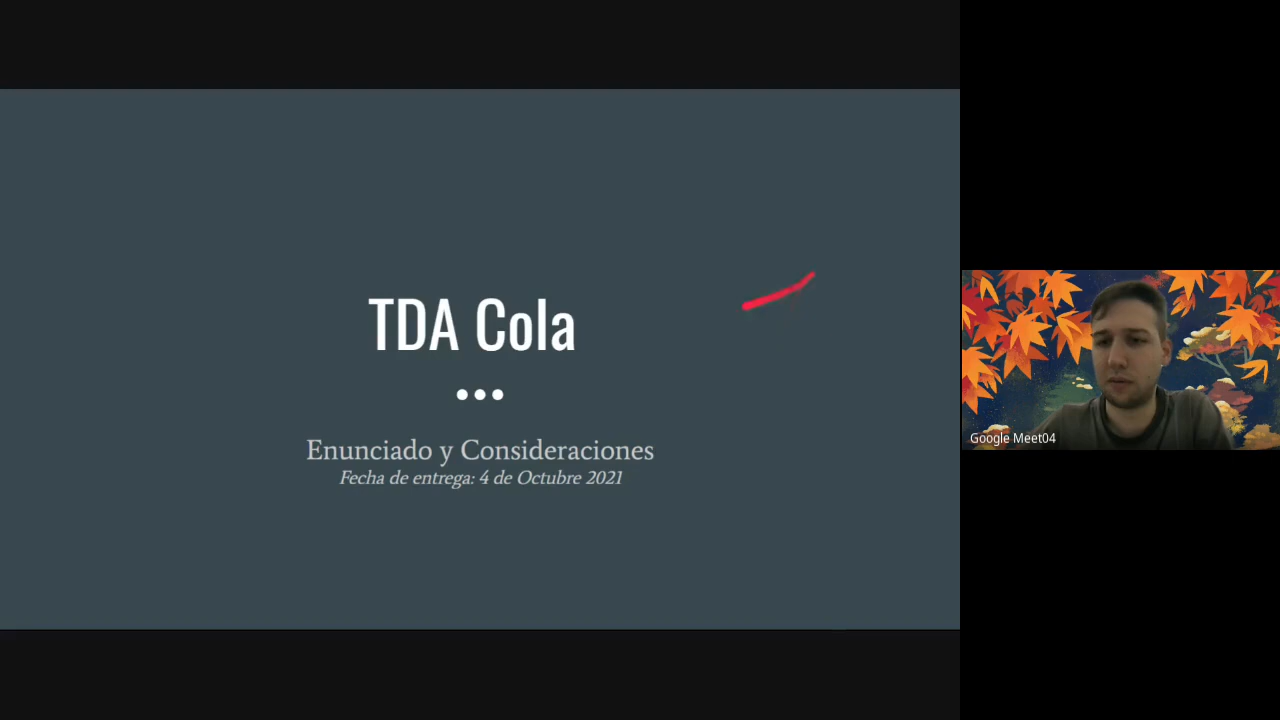 TDA Cola
Enunciado y Consideraciones
Fecha de entrega: 4 de Octubre 2021
Google Meet04